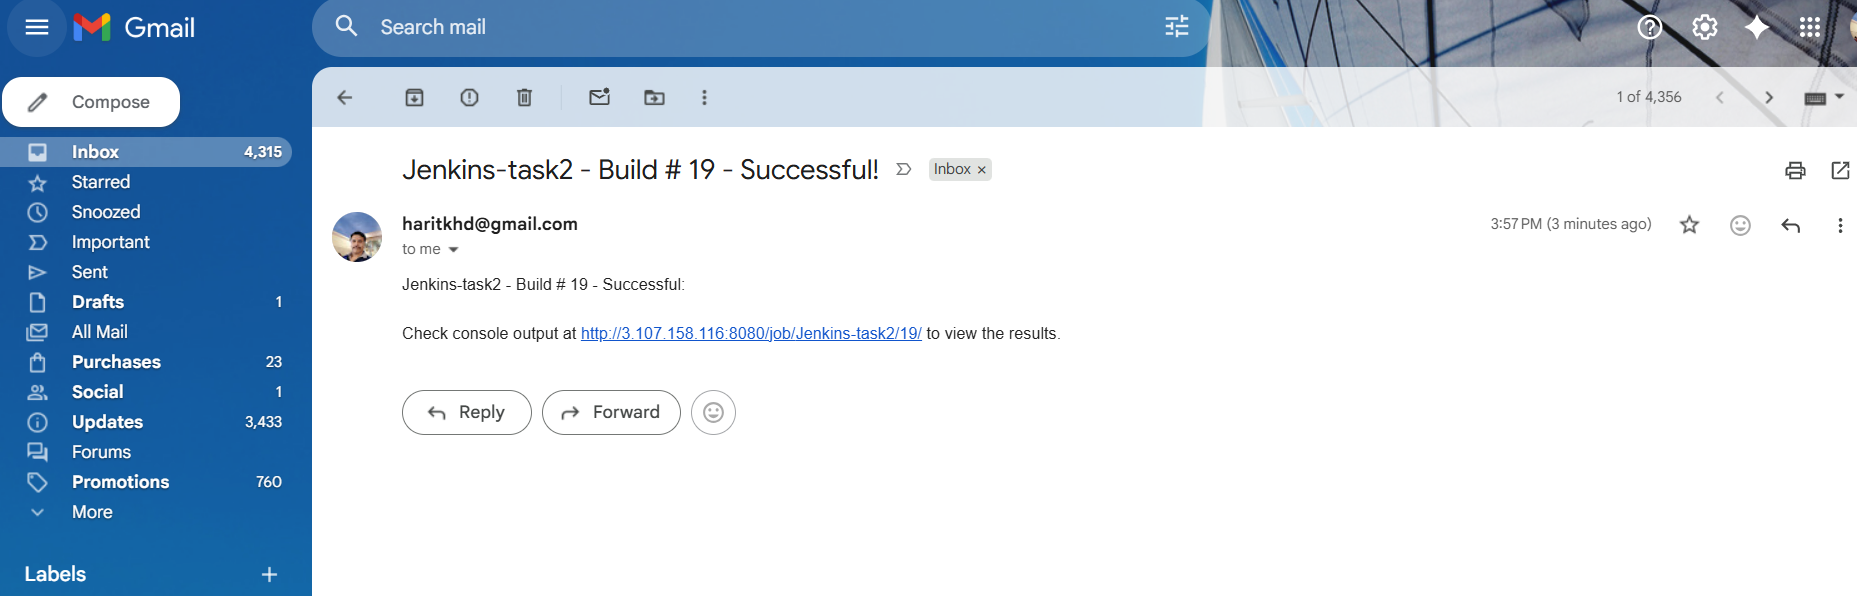 Gmail
Search mail
Compose
1 of 4,356
Inbox 4,315
Starred
Snoozed
Important
Sent
Drafts 1
All Mail
Purchases 23
Social 1
Updates 3,433
Forums
Promotions 760
More
Labels
Jenkins-task2 - Build # 19 - Successful! Inbox ×
haritkhd@gmail.com 3:57 PM (3 minutes ago)
to me
Jenkins-task2 - Build # 19 - Successful:
Check console output at http://3.107.158.116:8080/job/Jenkins-task2/19/ to view the results.
Reply Forward